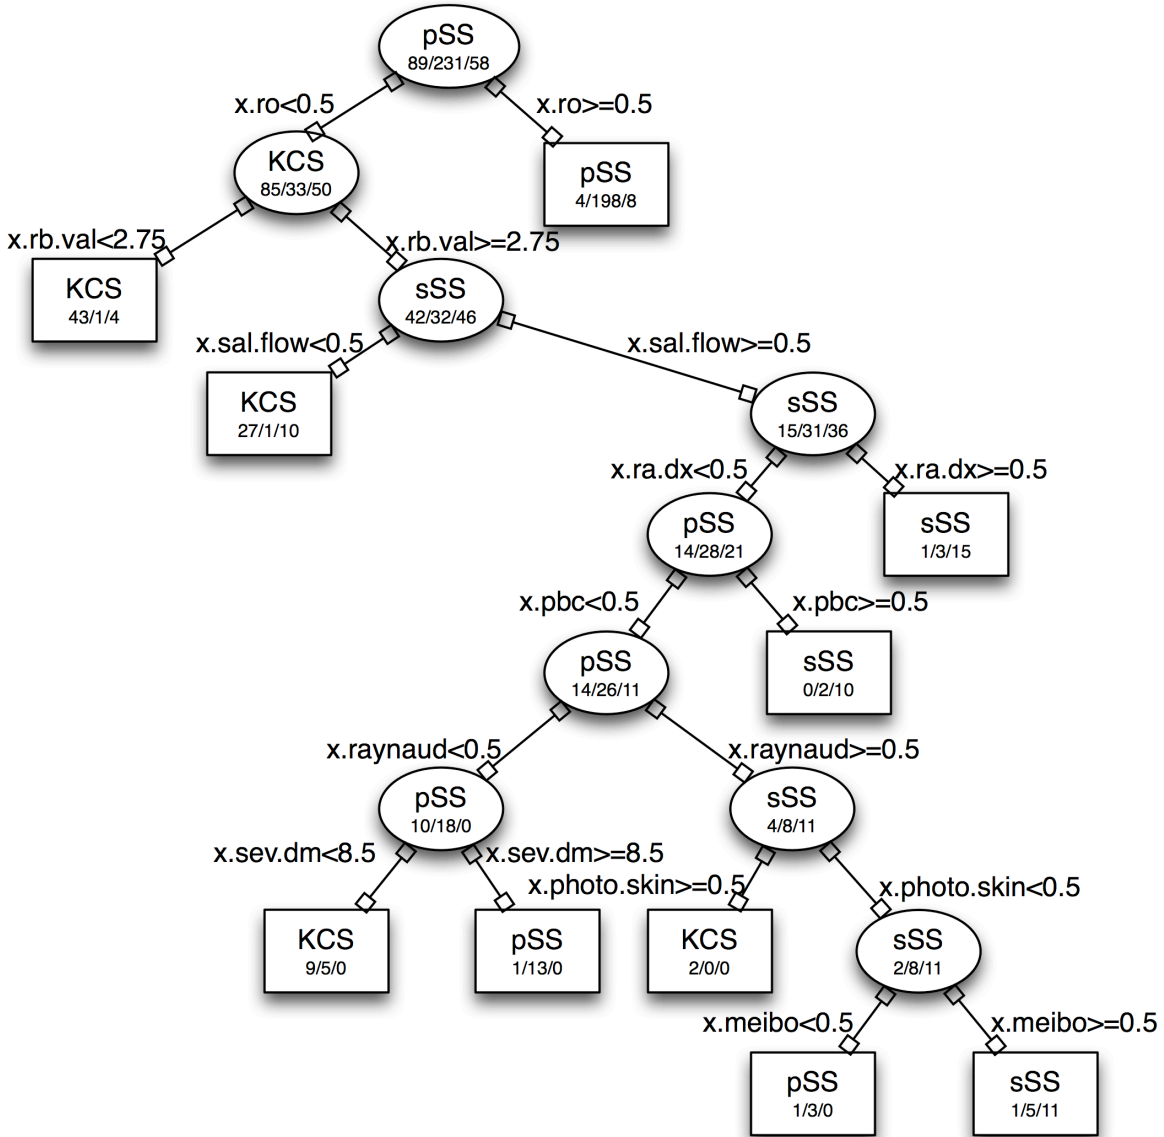 pSS
89/231/58
x.ro<0.5
x.ro>=0.5
KCS
85/33/50
pSS
4/198/8
x.rb.val<2.75
x.rb.val>=2.75
KCS
43/1/4
sSS
42/32/46
x.sal.flow<0.5
x.sal.flow>=0.5
KCS
27/1/10
sSS
15/31/36
x.ra.dx<0.5
x.ra.dx>=0.5
pSS
14/28/21
sSS
1/3/15
x.pbc<0.5
x.pbc>=0.5
pSS
14/26/11
sSS
0/2/10
x.raynaud<0.5
x.raynaud>=0.5
pSS
10/18/0
sSS
4/8/11
x.sev.dm<8.5
x.sev.dm>=8.5
x.photo.skin>=0.5
x.photo.skin<0.5
KCS
9/5/0
pSS
1/13/0
KCS
2/0/0
sSS
2/8/11
x.meibo<0.5
x.meibo>=0.5
pSS
1/3/0
sSS
1/5/11